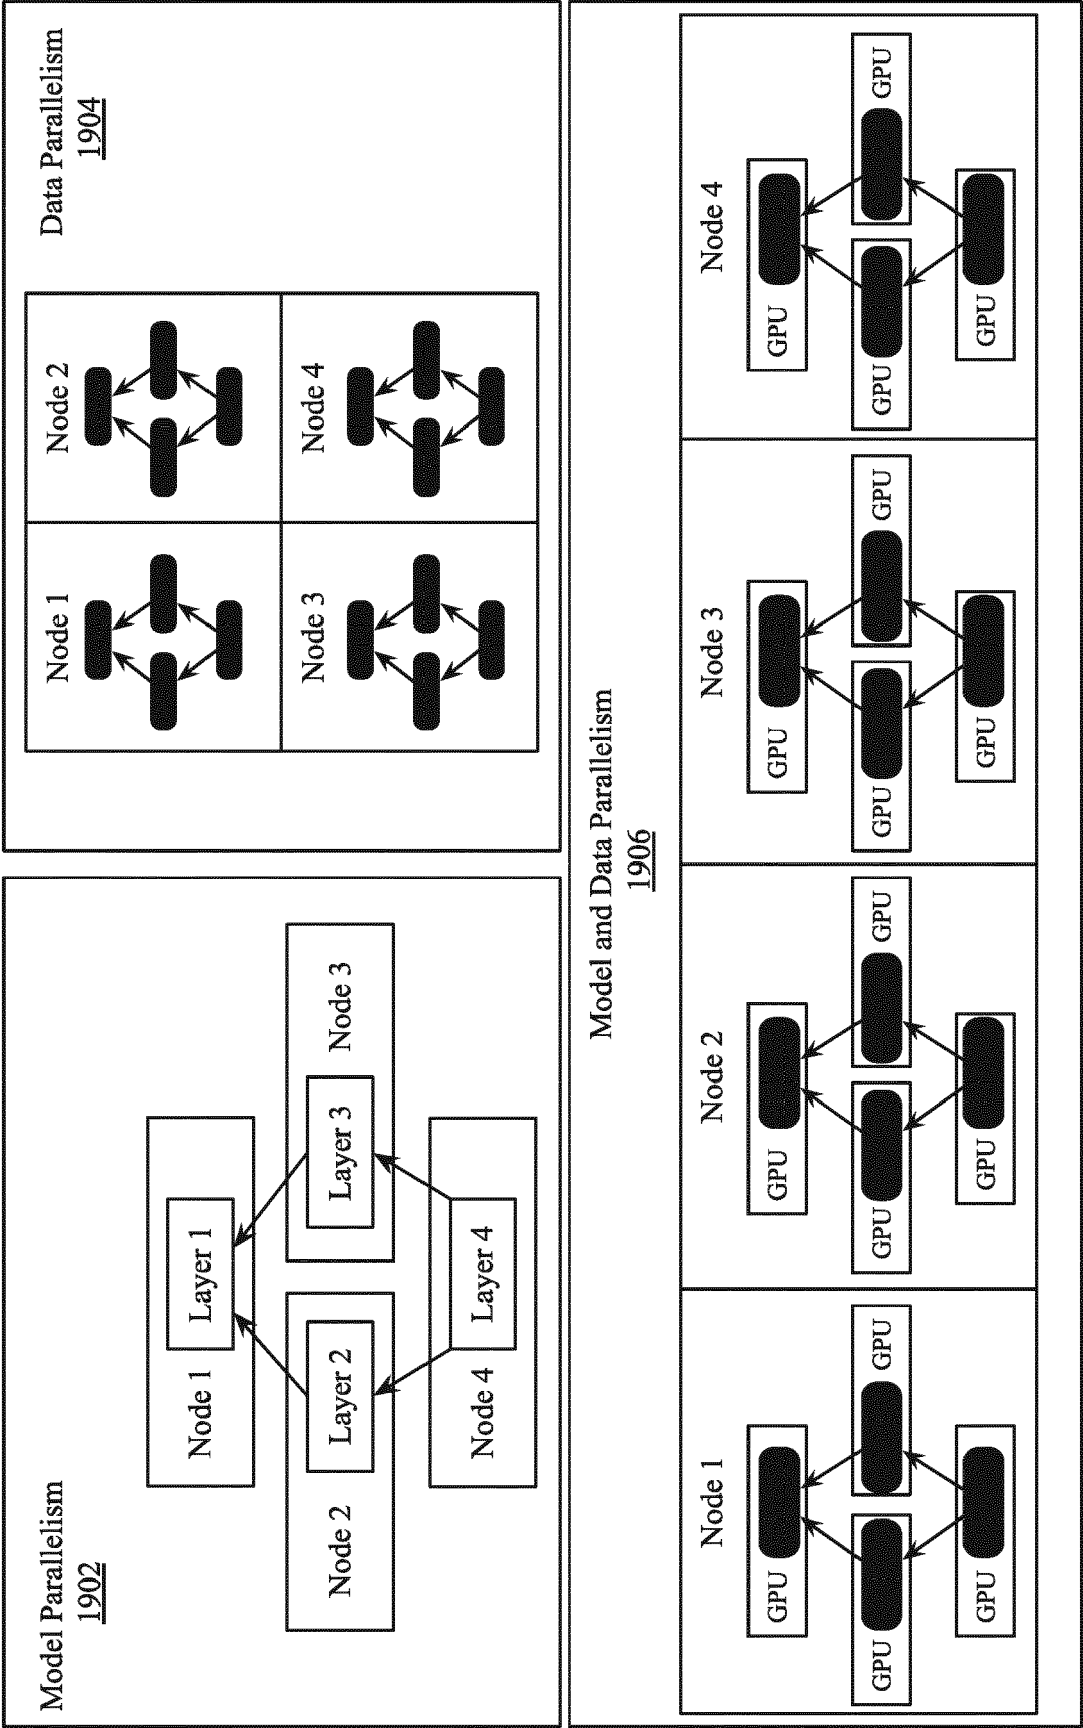 Model Parallelism
1902
Node 1
Layer 1
Node 2
Layer 2
Layer 3
Node 3
Node 4
Layer 4
Data Parallelism
1904
Node 1
Node 2
Node 3
Node 4
Model and Data Parallelism
1906
Node 1
GPU
GPU
GPU
GPU
Node 2
GPU
GPU
GPU
GPU
Node 3
GPU
GPU
GPU
GPU
Node 4
GPU
GPU
GPU
GPU